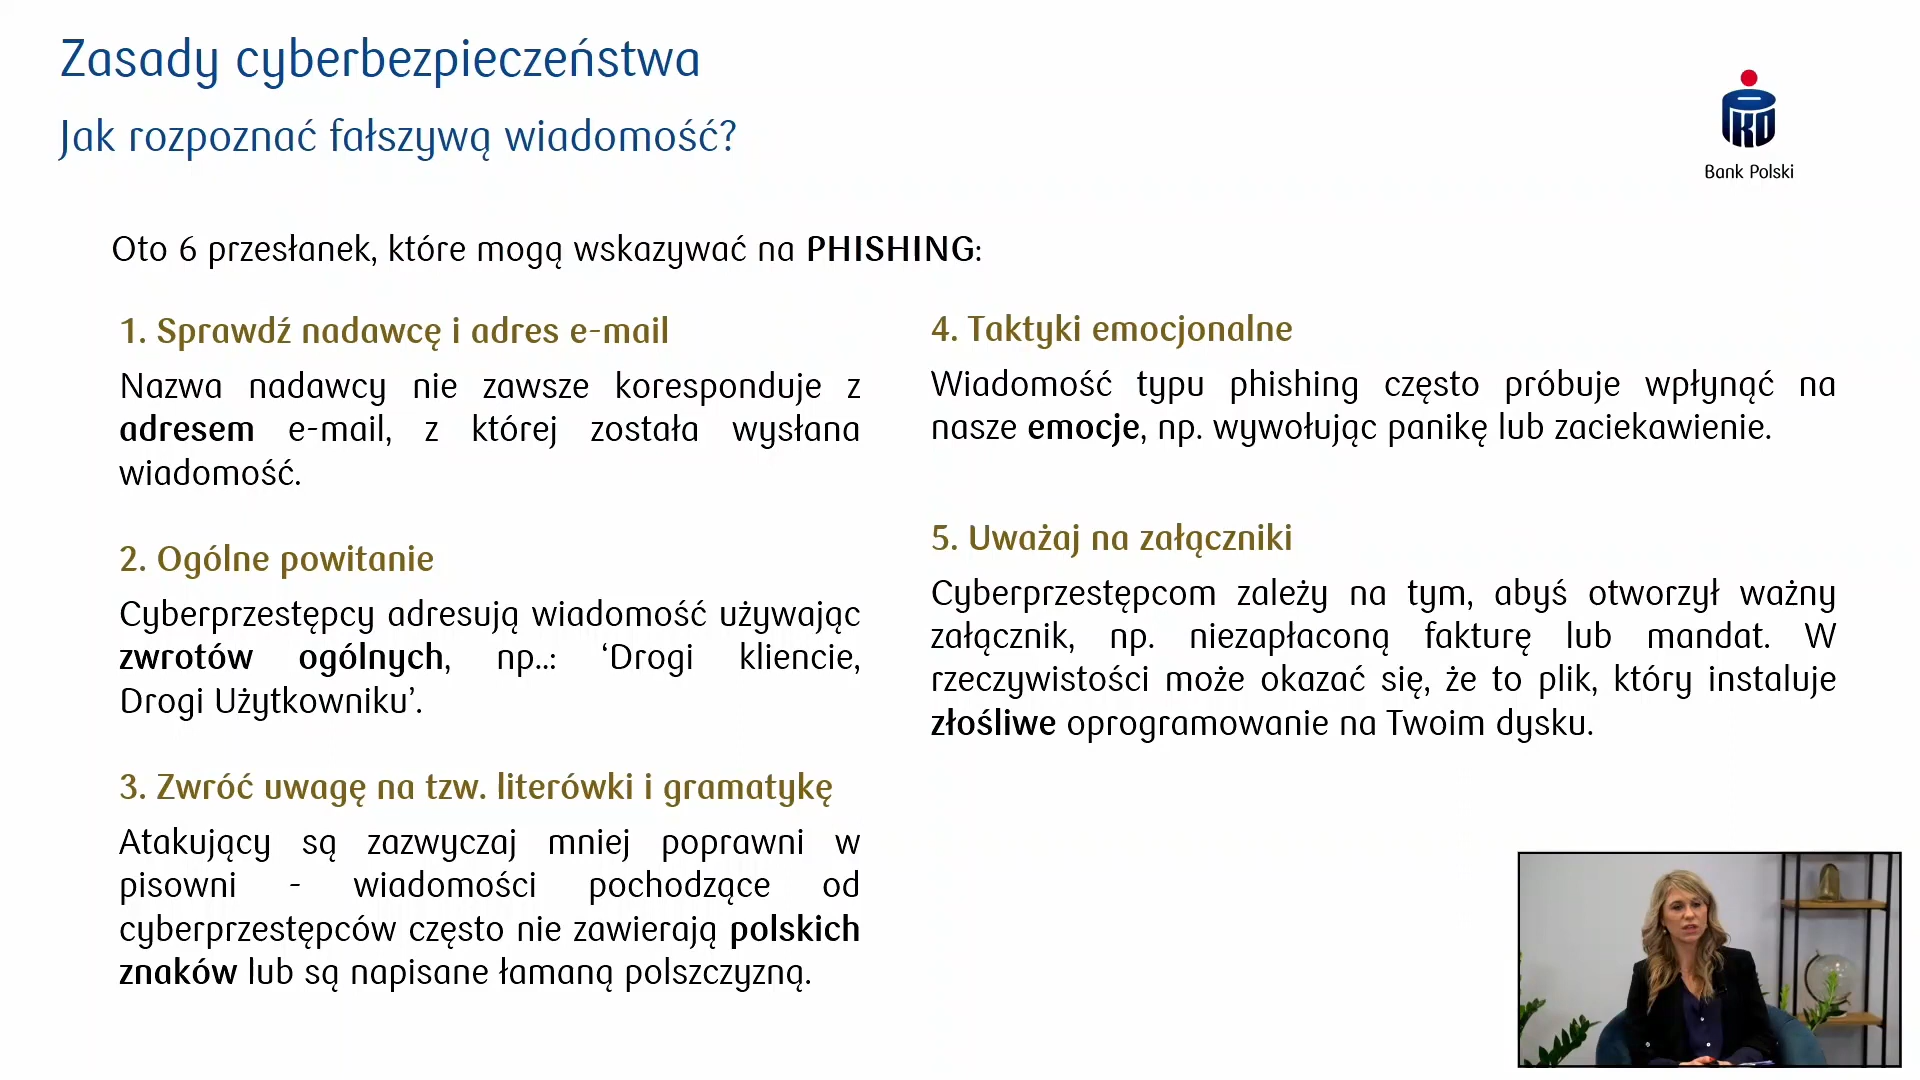 Zasady cyberbezpieczeństwa
Jak rozpoznać fałszywą wiadomość?
PKO
Bank Polski
Oto 6 przesłanek, które mogą wskazywać na PHISHING:
1. Sprawdź nadawcę i adres e-mail
Nazwa nadawcy nie zawsze koresponduje z
adresem e-mail, z której została wysłana
wiadomość.
2. Ogólne powitanie
Cyberprzestępcy adresują wiadomość używając
zwrotów ogólnych, np..: ‘Drogi kliencie,
Drogi Użytkowniku’.
3. Zwróć uwagę na tzw. literówki i gramatykę
Atakujący są zazwyczaj mniej poprawni w
pisowni - wiadomości pochodzące od
cyberprzestępców często nie zawierają polskich
znaków lub są napisane łamaną polszczyzną.
4. Taktyki emocjonalne
Wiadomość typu phishing często próbuje wpłynąć na
nasze emocje, np. wywołując panikę lub zaciekawienie.
5. Uważaj na załączniki
Cyberprzestępcom zależy na tym, abyś otworzył ważny
załącznik, np. niezapłaconą fakturę lub mandat. W
rzeczywistości może okazać się, że to plik, który instaluje
złośliwe oprogramowanie na Twoim dysku.